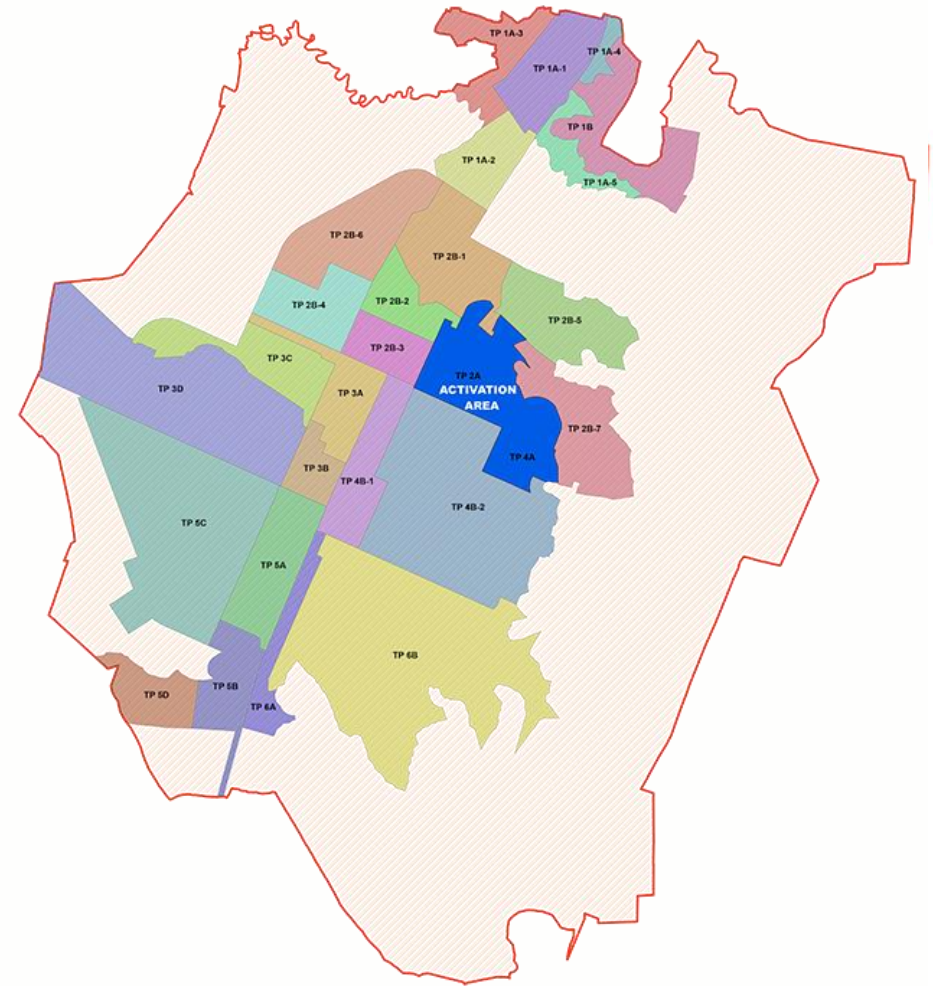 TP 1A-3
TP 1A-4
TP 1A-1
TP 1B
TP 1A-2
TP 1A-5
TP 2B-6
TP 2B-1
TP 2B-4
TP 2B-2
TP 2B-5
TP 2B-3
TP 3C
TP 2A
ACTIVATION
AREA
TP 3D
TP 3A
TP 2B-7
TP 4A
TP 3B
TP 4B-1
TP 4B-2
TP 5C
TP 5A
TP 6B
TP 5B
TP 5D
TP 6A